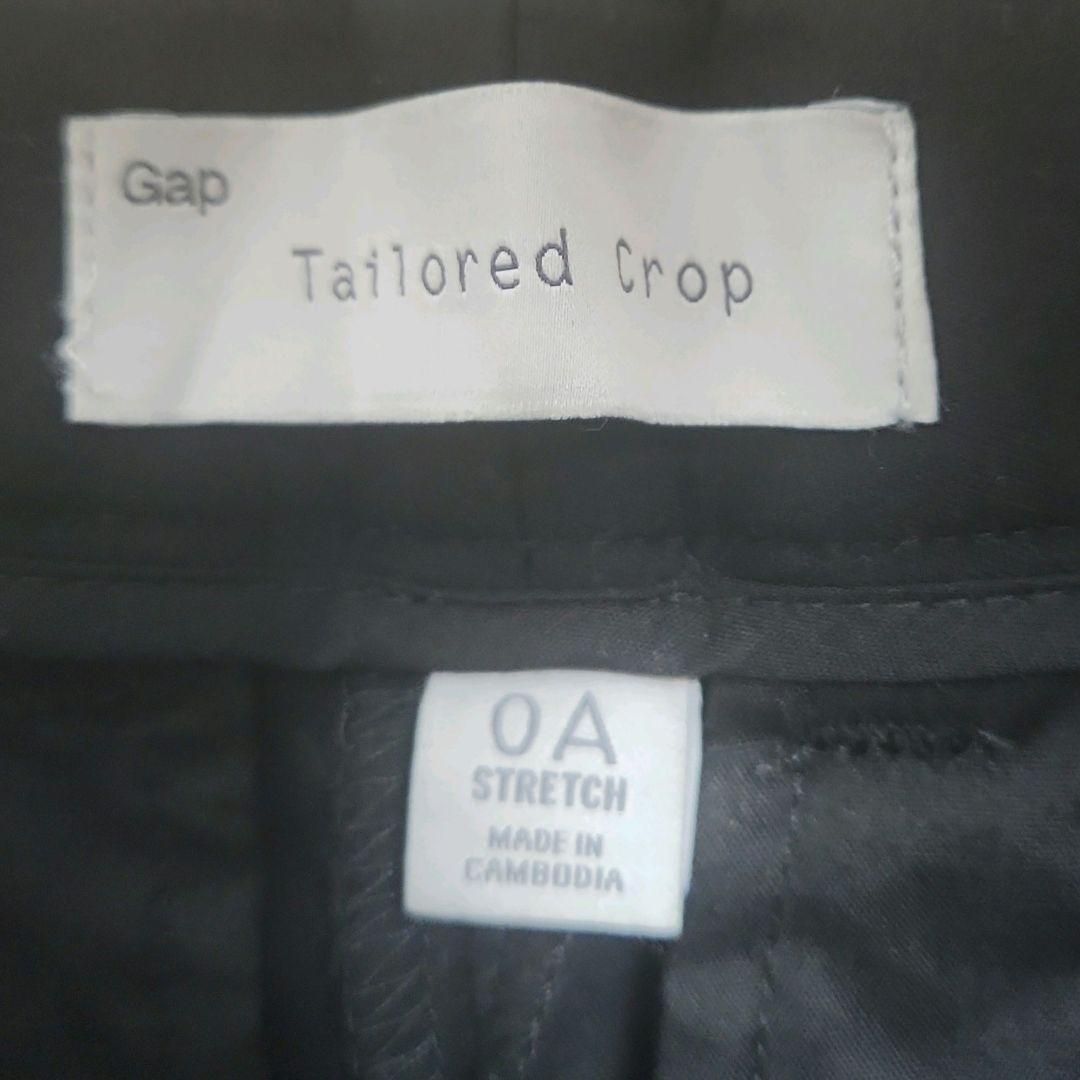 Gap
Tailored Crop
0A
STRETCH
MADE IN
CAMBODIA